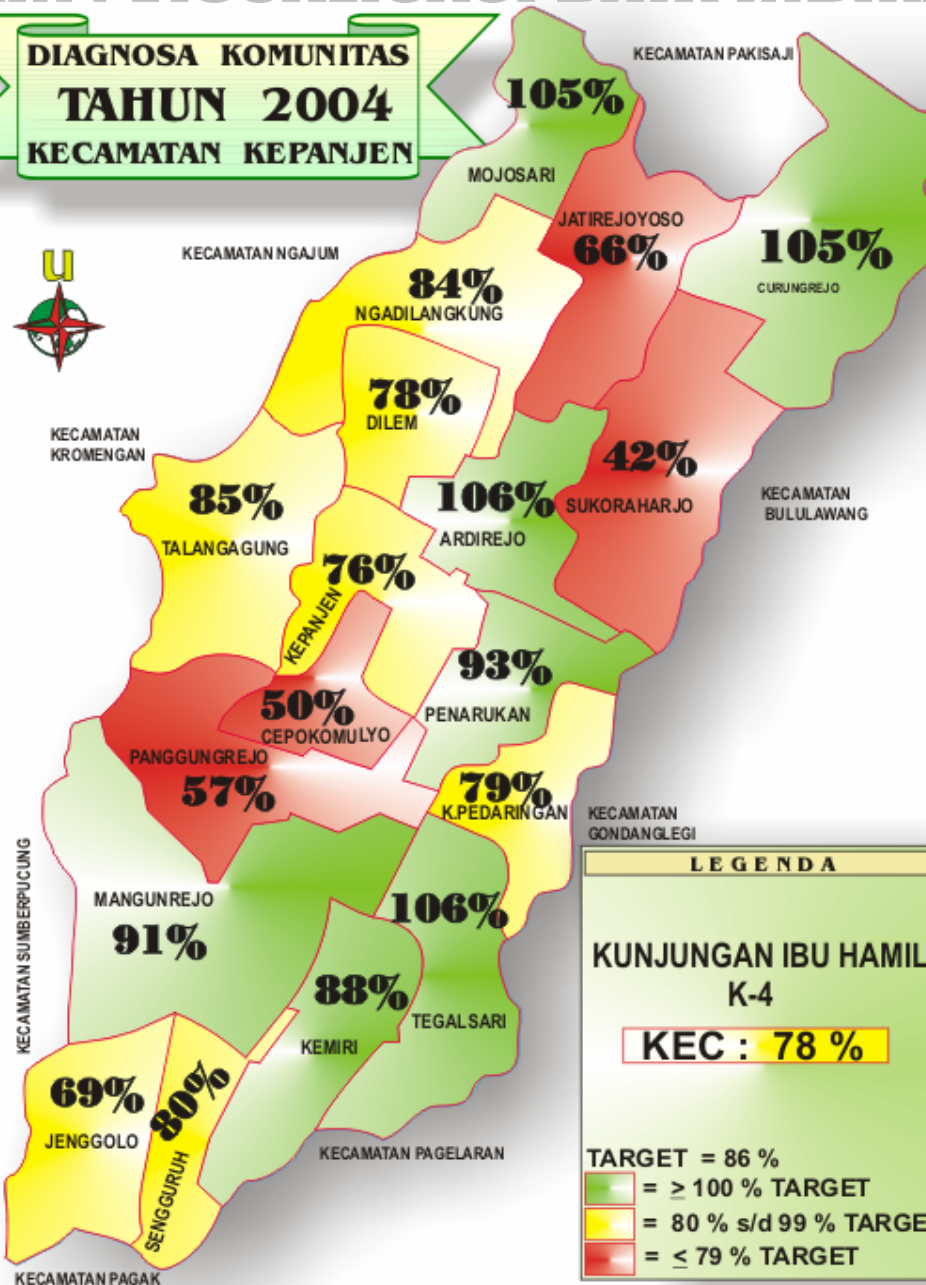 DIAGNOSA KOMUNITAS
TAHUN 2004
KECAMATAN KEPANJEN
KECAMATAN PAKISAJI
105%
MOJOSARI
JATIREJOYOSO
66%
105%
CURUNGREJO
KECAMATAN NGAJUM
U
84%
NGADILANGKUNG
78%
DILEM
KECAMATAN
KROMENGAN
42%
SUKORAHARJO
KECAMATAN
BULULAWANG
85%
TALANGAGUNG
106%
ARDIREJO
76%
KEPANJEN
93%
PENARUKAN
50%
CEPOKOMULYO
PANGGUNGREJO
57%
79%
K.PEDARINGAN
KECAMATAN
GONDANGLEGI
KECAMATAN SUMBERPUCUNG
MANGUNREJO
91%
106%
TEGALSARI
88%
KEMIRI
69%
JENGGOLO
80%
SENGGURUH
KECAMATAN PAGELARAN
KECAMATAN PAGAK
LEGENDA
KUNJUNGAN IBU HAMIL
K-4
KEC : 78 %
TARGET = 86 %
= ≥ 100 % TARGET
= 80 % s/d 99 % TARGE
= ≤ 79 % TARGET